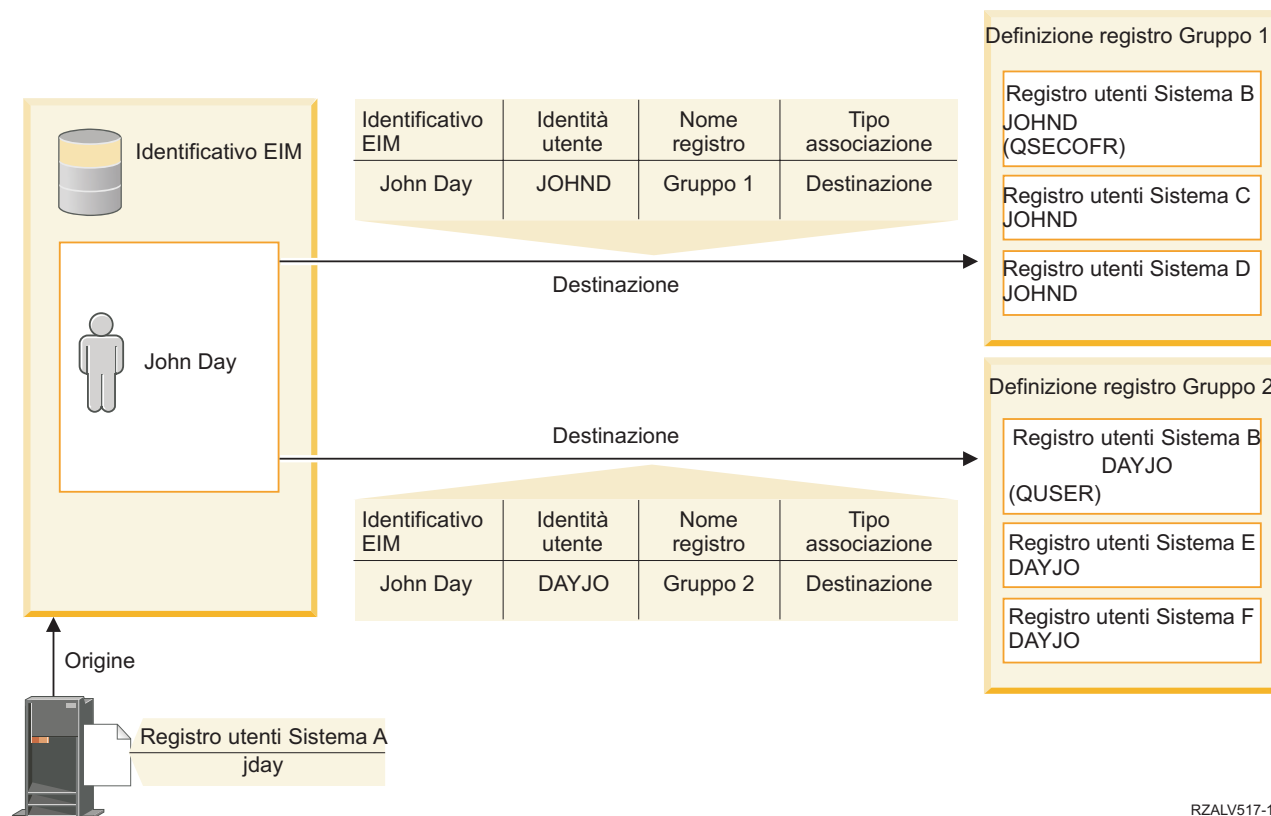 Definizione registro Gruppo 1
Registro utenti Sistema B
JOHND
(QSECOFR)
Registro utenti Sistema C
JOHND
Registro utenti Sistema D
JOHND
Identificativo EIM
John Day
Identificativo
EIM
Identità
utente
Nome
registro
Tipo
associazione
John Day
JOHND
Gruppo 1
Destinazione
Destinazione
Destinazione
Identificativo
EIM
Identità
utente
Nome
registro
Tipo
associazione
John Day
DAYJO
Gruppo 2
Destinazione
Definizione registro Gruppo 2
Registro utenti Sistema B
DAYJO
(QUSER)
Registro utenti Sistema E
DAYJO
Registro utenti Sistema F
DAYJO
Origine
Registro utenti Sistema A
jday
RZALV517-1